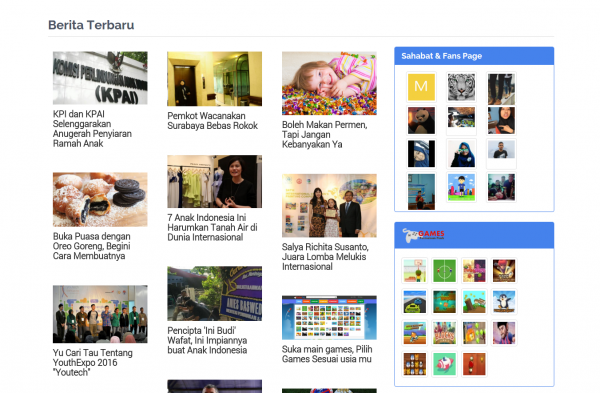 Berita Terbaru
KOMISI PERLINDUNGAN ANAK
(KPAI)
KPI dan KPAI
Selenggarakan
Anugerah Penyiaran
Ramah Anak
Buka Puasa dengan
Oreo Goreng, Begini
Cara Membuatnya
Yu Cari Tau Tentang
YouthExpo 2016
"Youtech"
Pemkot Wacanakan
Surabaya Bebas Rokok
7 Anak Indonesia Ini
Harumkan Tanah Air di
Dunia Internasional
AMES BASWED
Pencipta 'Ini Budi'
Wafat, Ini Impiannya
buat Anak Indonesia
Boleh Makan Permen,
Tapi Jangan
Kebanyakan Ya
Salya Richita Susanto,
Juara Lomba Melukis
Internasional
Suka main games, Pilih
Games Sesuai usia mu
Sahabat & Fans Page
M
GAMES